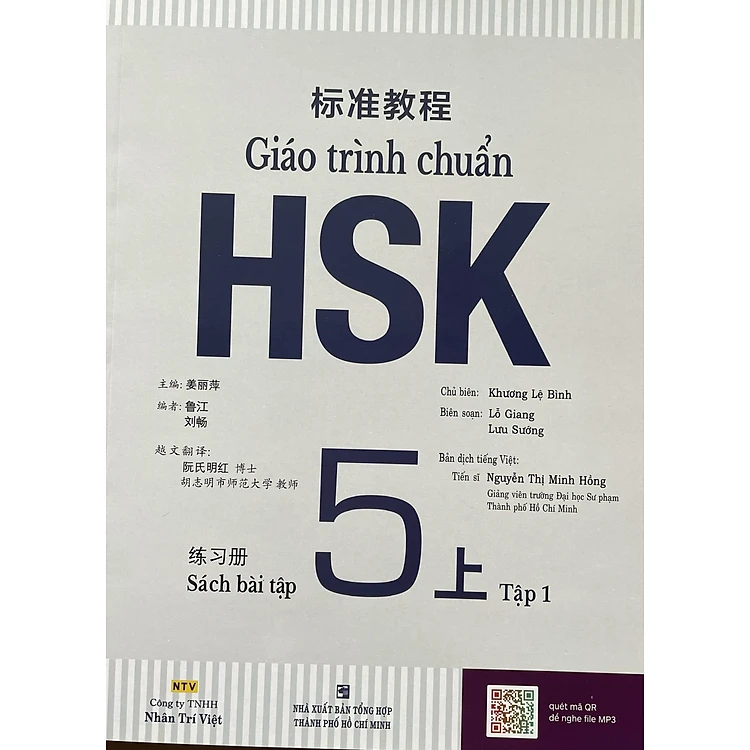 标准教程
Giáo trình chuẩn
HSK
主编: 姜丽萍
编者: 鲁江
刘畅
越文翻译:
阮氏明红 博士
胡志明市师范大学教师
Chủ biên: Khương Lệ Bình
Biên soạn: Lỗ Giang
Lưu Sướng
Bản dịch tiếng Việt:
Tiến sĩ Nguyễn Thị Minh Hồng
Giảng viên trường Đại học Sư phạm
Thành phố Hồ Chí Minh
练习册
Sách bài tập
5 上 Tập 1
NTV
Công ty TNHH
Nhân Trí Việt
NHÀ XUẤT BẢN TỔNG HỢP
THÀNH PHỐ HỒ CHÍ MINH
quét mã QR
để nghe file MP3